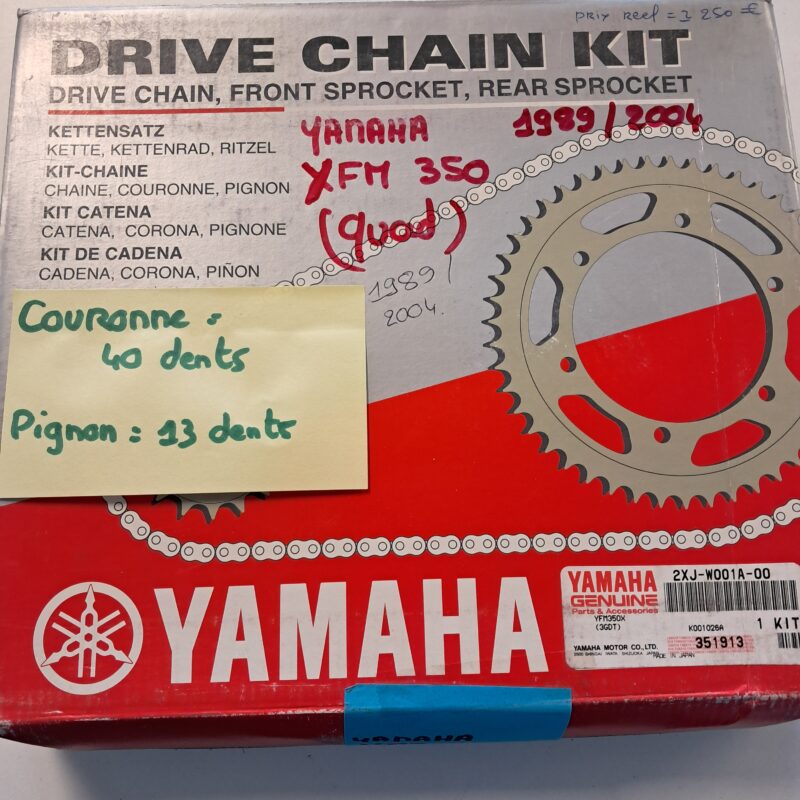 PRIX Réel = 1 250 €
DRIVE CHAIN KIT
DRIVE CHAIN, FRONT SPROCKET, REAR SPROCKET
KETTENSATZ
KETTE, KETTENRAD, RITZEL
KIT-CHAINE
CHAINE, COURONNE, PIGNON
KIT CATENA
CATENA, CORONA, PIGNONE
KIT DE CADENA
CADENA, CORONA, PIÑON
YAMAHA 1989/2004
XFM 350
(quad)
1989/
2004.
Couronne =
40 dents
Pignon = 13 dents
YAMAHA
YAMAHA
GENUINE
Parts & Accessories
YFM350X
(3GDT)
2XJ-W001A-00
K001026A
1 KIT
351913
YAMAHA MOTOR CO., LTD.
MADE IN JAPAN
YAMAHA